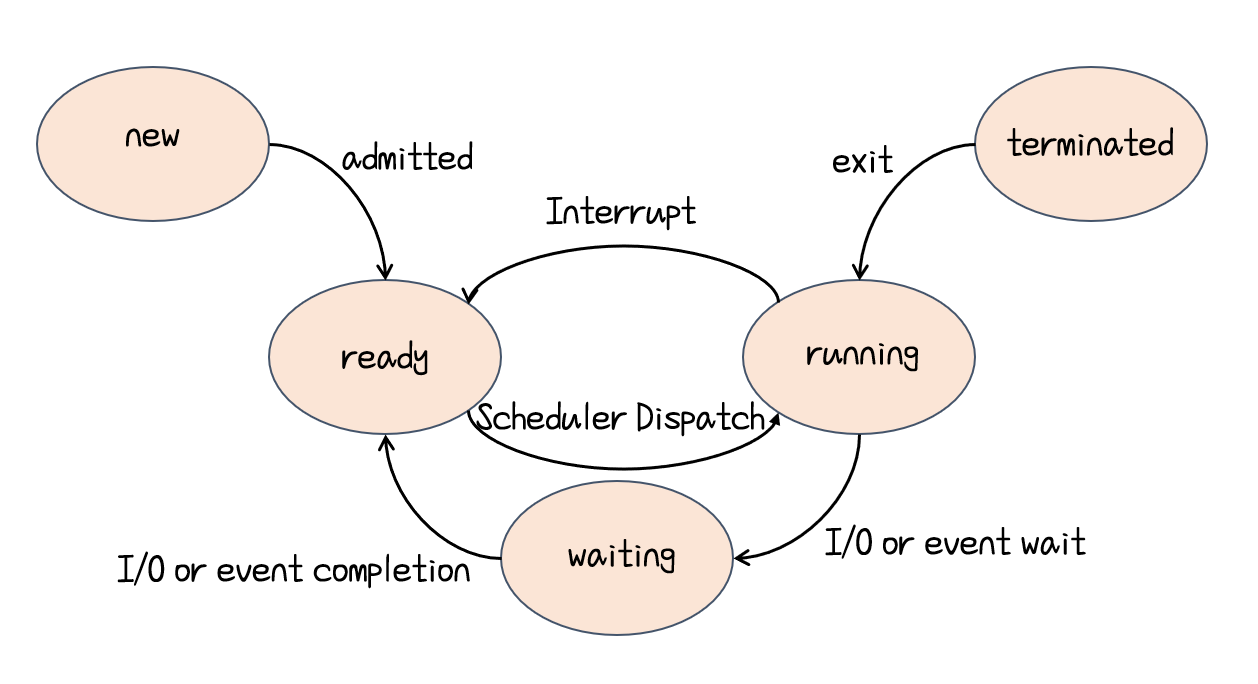 new
admitted
exit
terminated
Interrupt
ready
running
Scheduler Dispatch
I/O or event completion
waiting
I/O or event wait